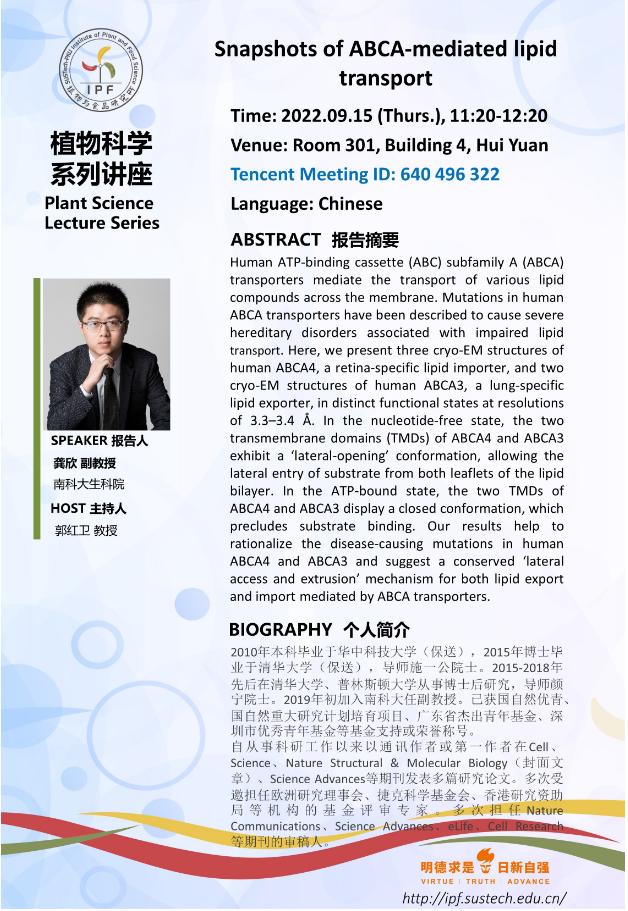 SUSTech-PKU Institute of Plant and Food Science
IPF
植物与食品研究所
植物科学
系列讲座
Plant Science
Lecture Series
SPEAKER 报告人
龚欣 副教授
南科大生科院
HOST 主持人
郭红卫 教授
Snapshots of ABCA-mediated lipid
transport
Time: 2022.09.15 (Thurs.), 11:20-12:20
Venue: Room 301, Building 4, Hui Yuan
Tencent Meeting ID: 640 496 322
Language: Chinese
ABSTRACT 报告摘要
Human ATP-binding cassette (ABC) subfamily A (ABCA)
transporters mediate the transport of various lipid
compounds across the membrane. Mutations in human
ABCA transporters have been described to cause severe
hereditary disorders associated with impaired lipid
transport. Here, we present three cryo-EM structures of
human ABCA4, a retina-specific lipid importer, and two
cryo-EM structures of human ABCA3, a lung-specific
lipid exporter, in distinct functional states at resolutions
of 3.3–3.4 Å. In the nucleotide-free state, the two
transmembrane domains (TMDs) of ABCA4 and ABCA3
exhibit a ‘lateral-opening’ conformation, allowing the
lateral entry of substrate from both leaflets of the lipid
bilayer. In the ATP-bound state, the two TMDs of
ABCA4 and ABCA3 display a closed conformation, which
precludes substrate binding. Our results help to
rationalize the disease-causing mutations in human
ABCA4 and ABCA3 and suggest a conserved ‘lateral
access and extrusion’ mechanism for both lipid export
and import mediated by ABCA transporters.
BIOGRAPHY 个人简介
2010年本科毕业于华中科技大学（保送），2015年博士毕
业于清华大学（保送），导师施一公院士。2015-2018年
先后在清华大学、普林斯顿大学从事博士后研究，导师颜
宁院士。2019年初加入南科大任副教授。已获国自然优青、
国自然重大研究计划培育项目、广东省杰出青年基金、深
圳市优秀青年基金等基金支持或荣誉称号。
自从事科研工作以来以通讯作者或第一作者在Cell、
Science、Nature Structural & Molecular Biology（封面文
章）、Science Advances等期刊发表多篇研究论文。多次受
邀担任欧洲研究理事会、捷克科学基金会、香港研究资助
局等机构的基金评审专家。多次担任Nature
Communications、Science Advances、eLife、Cell Research
等期刊的审稿人。
明德求是 日新自强
VIRTUE | TRUTH | ADVANCE
http://ipf.sustech.edu.cn/